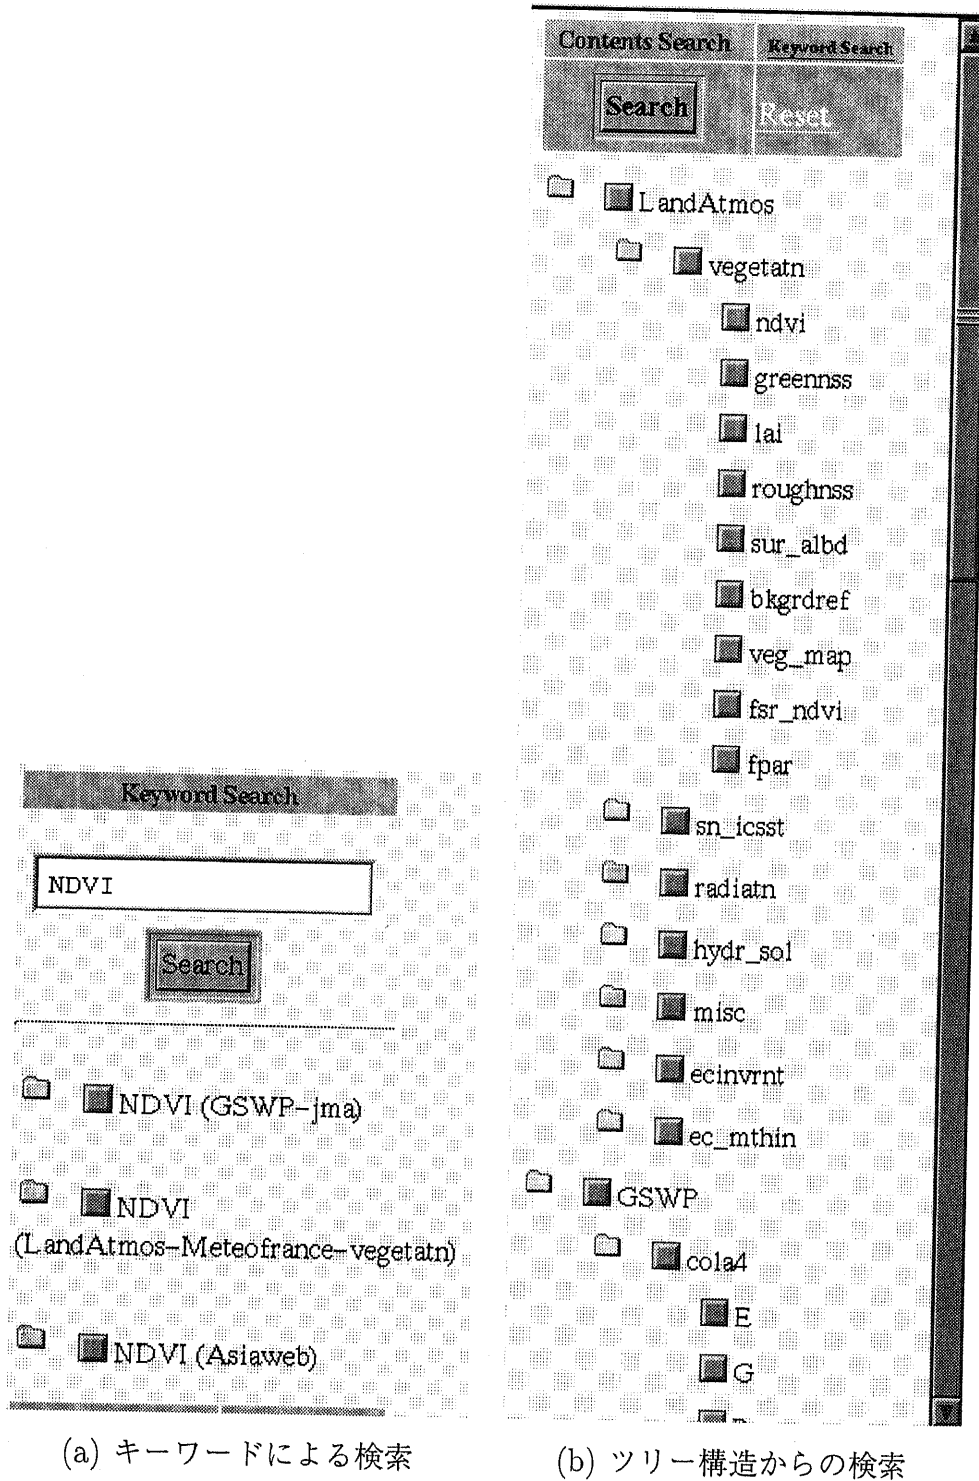 Keyword Search
NDVI
Search
NDVI (GSWP-jma)
NDVI
(LandAtmos-Meteofrance-vegetatn)
NDVI (Asiaweb)
(a) キーワードによる検索
Contents Search
Keyword Search
Search
Reset
LandAtmos
vegetatn
ndvi
greennss
lai
roughnss
sur_albd
bkgrdref
veg_map
fsr_ndvi
fpar
sn_icsst
radiatn
hydr_sol
misc
ecinvrnt
ec_mthin
GSWP
cola4
E
G
(b) ツリー構造からの検索